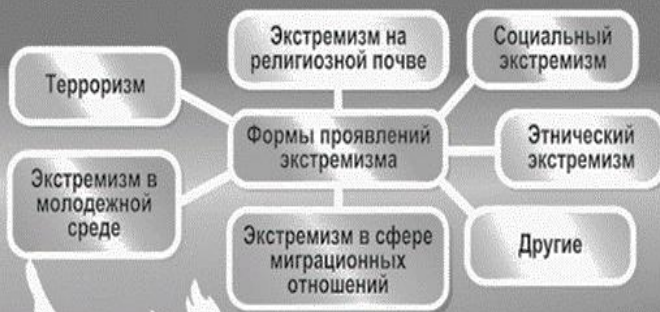 Экстремизм на
религиозной почве
Социальный
экстремизм
Терроризм
Формы проявлений
экстремизма
Этнический
экстремизм
Экстремизм в
молодежной
среде
Экстремизм в сфере
миграционных
отношений
Другие